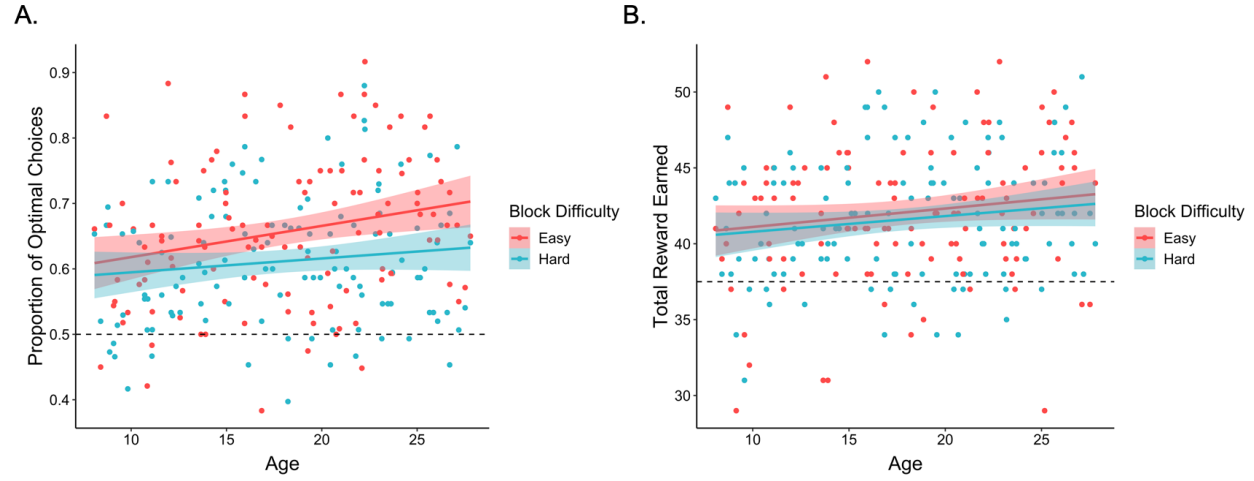 A.
Proportion of Optimal Choices
0.9
0.8
0.7
0.6
0.5
0.4
10 15 20 25
Age
Block Difficulty
Easy
Hard
B.
Total Reward Earned
50
45
40
35
30
10 15 20 25
Age
Block Difficulty
Easy
Hard